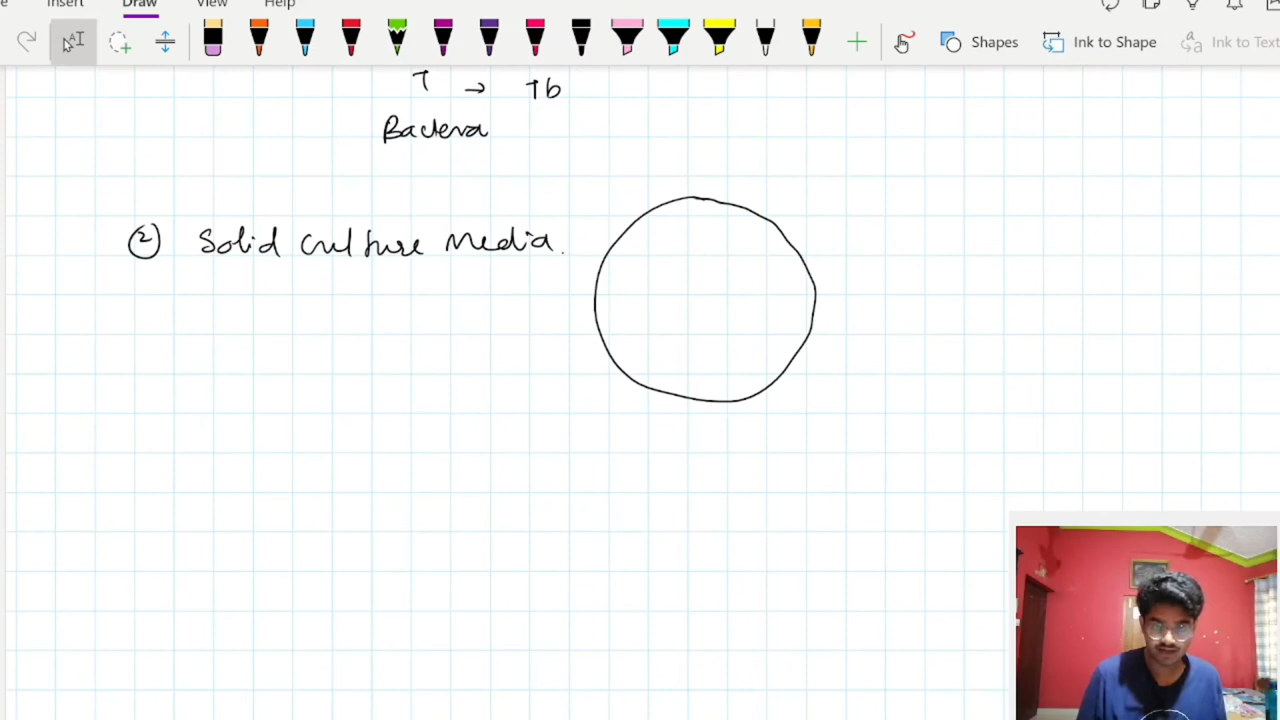 Insert Draw View Help
Shapes Ink to Shape Ink to Text
T → Tb
Bacteria
② Solid Culture Media.